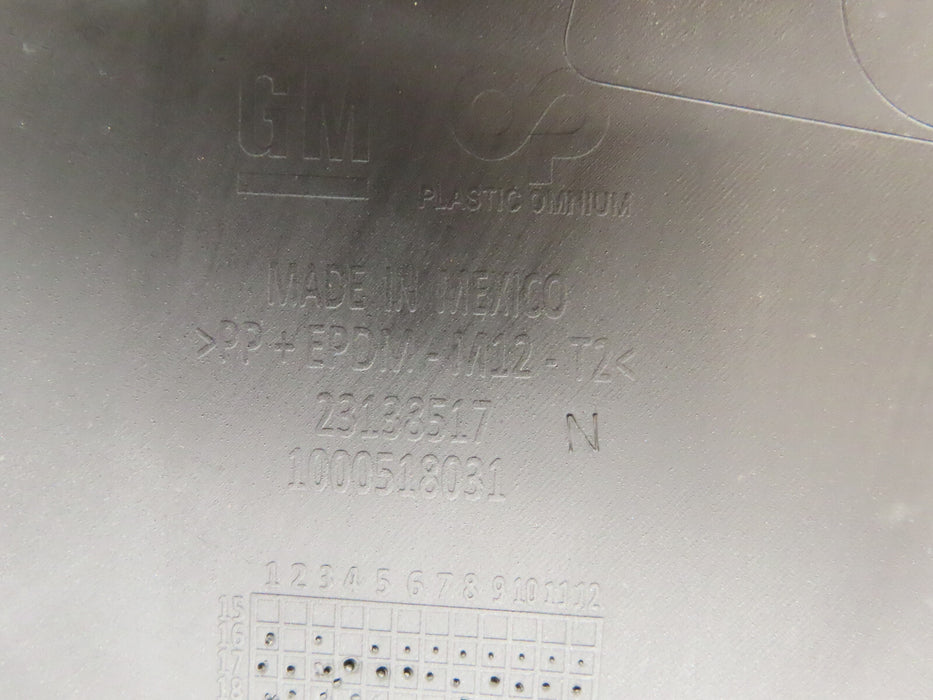 GM
PLASTIC OMNIUM
MADE IN MEXICO
>PP + EPDM - M12 - T2<
23138517 N
1000518031
1 2 3 4 5 6 7 8 9 10 11 12
15
16
17
18